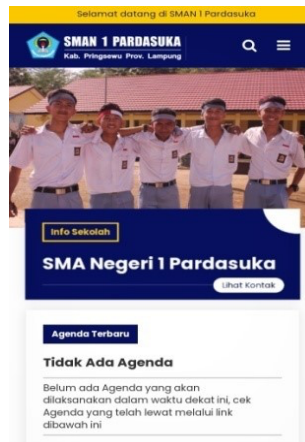 Selamat datang di SMAN 1 Pardasuka
SMAN 1 PARDASUKA
Kab. Pringsewu Prov. Lampung
Info Sekolah
SMA Negeri 1 Pardasuka
Lihat Kontak
Agenda Terbaru
Tidak Ada Agenda
Belum ada Agenda yang akan
dilaksanakan dalam waktu dekat ini, cek
Agenda yang telah lewat melalui link
dibawah ini